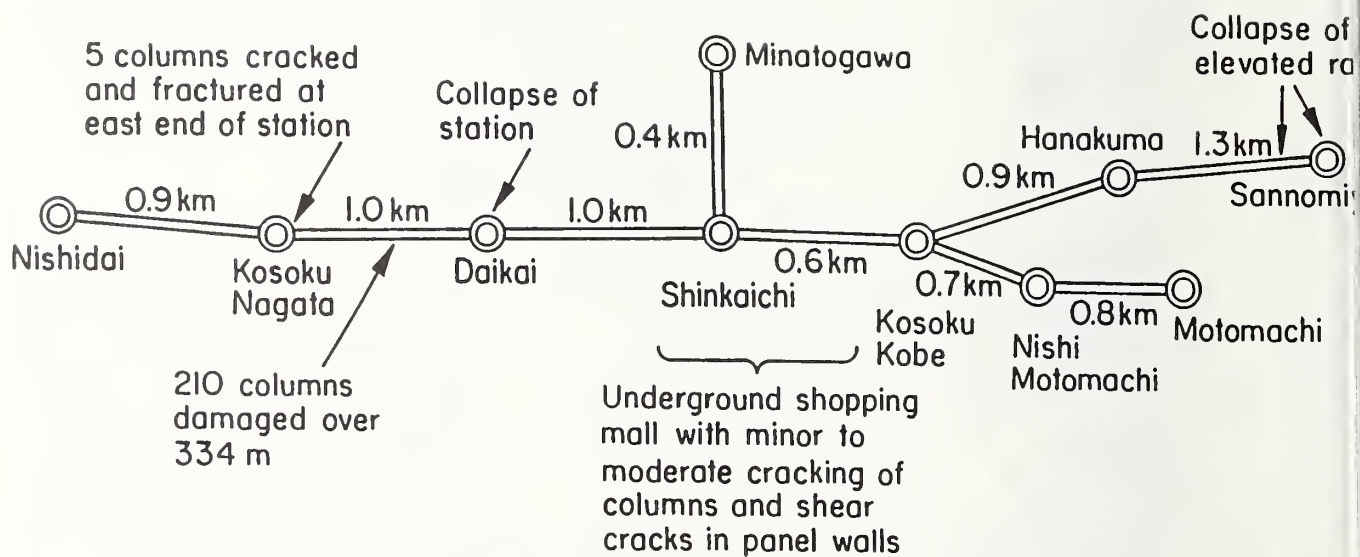 5 columns cracked
and fractured at
east end of station
Collapse of
station
Minatogawa
0.4 km
Collapse of
elevated
Hanakuma
1.3 km
0.9 km
0.9 km
1.0 km
1.0 km
Nishidai
Kosoku
Nagata
Daikai
Shinkaichi
0.6 km
Kosoku
Kobe
0.7 km
Nishi
Motomachi
0.8 km
Motomachi
210 columns
damaged over
334 m
Underground shopping
mall with minor to
moderate cracking of
columns and shear
cracks in panel walls